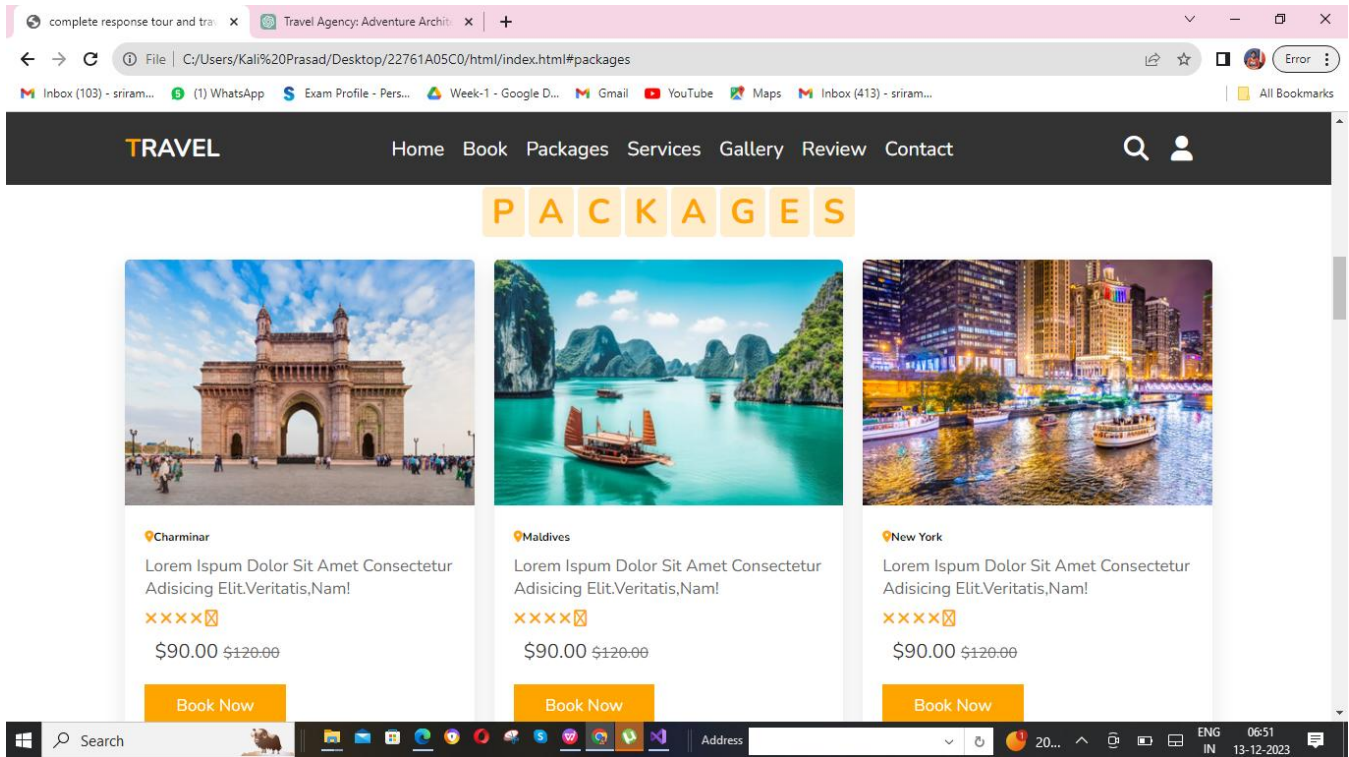 complete response tour and trav
Travel Agency: Adventure Archit
File C:/Users/Kali%20Prasad/Desktop/22761A05C0/html/index.html#packages Error
Inbox (103) - sriram... (1) WhatsApp Exam Profile - Pers... Week-1 - Google D... Gmail YouTube Maps Inbox (413) - sriram... All Bookmarks
TRAVEL Home Book Packages Services Gallery Review Contact
PACKAGES
Charminar
Lorem Ispum Dolor Sit Amet Consectetur
Adisicing Elit.Veritatis,Nam!
$90.00 $120.00
Book Now
Maldives
Lorem Ispum Dolor Sit Amet Consectetur
Adisicing Elit.Veritatis,Nam!
$90.00 $120.00
Book Now
New York
Lorem Ispum Dolor Sit Amet Consectetur
Adisicing Elit.Veritatis,Nam!
$90.00 $120.00
Book Now
Search Address 20... ENG 06:51
IN 13-12-2023